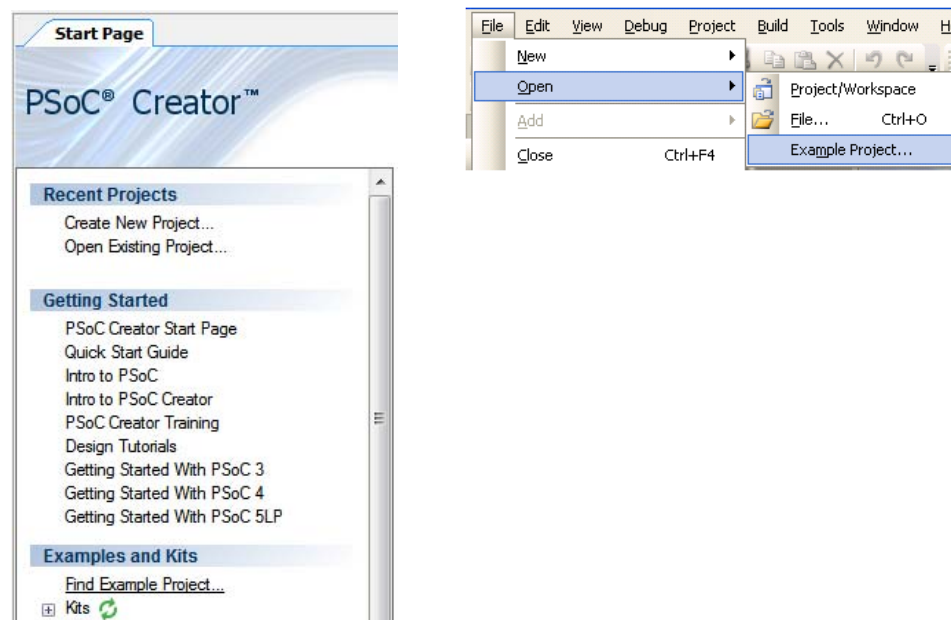 Start Page
PSoC® Creator™
Recent Projects
Create New Project...
Open Existing Project...
Getting Started
PSoC Creator Start Page
Quick Start Guide
Intro to PSoC
Intro to PSoC Creator
PSoC Creator Training
Design Tutorials
Getting Started With PSoC 3
Getting Started With PSoC 4
Getting Started With PSoC 5LP
Examples and Kits
Find Example Project...
Kits
File Edit View Debug Project Build Tools Window
New
Open
Project/Workspace
Add
File... Ctrl+O
Close Ctrl+F4
Example Project...